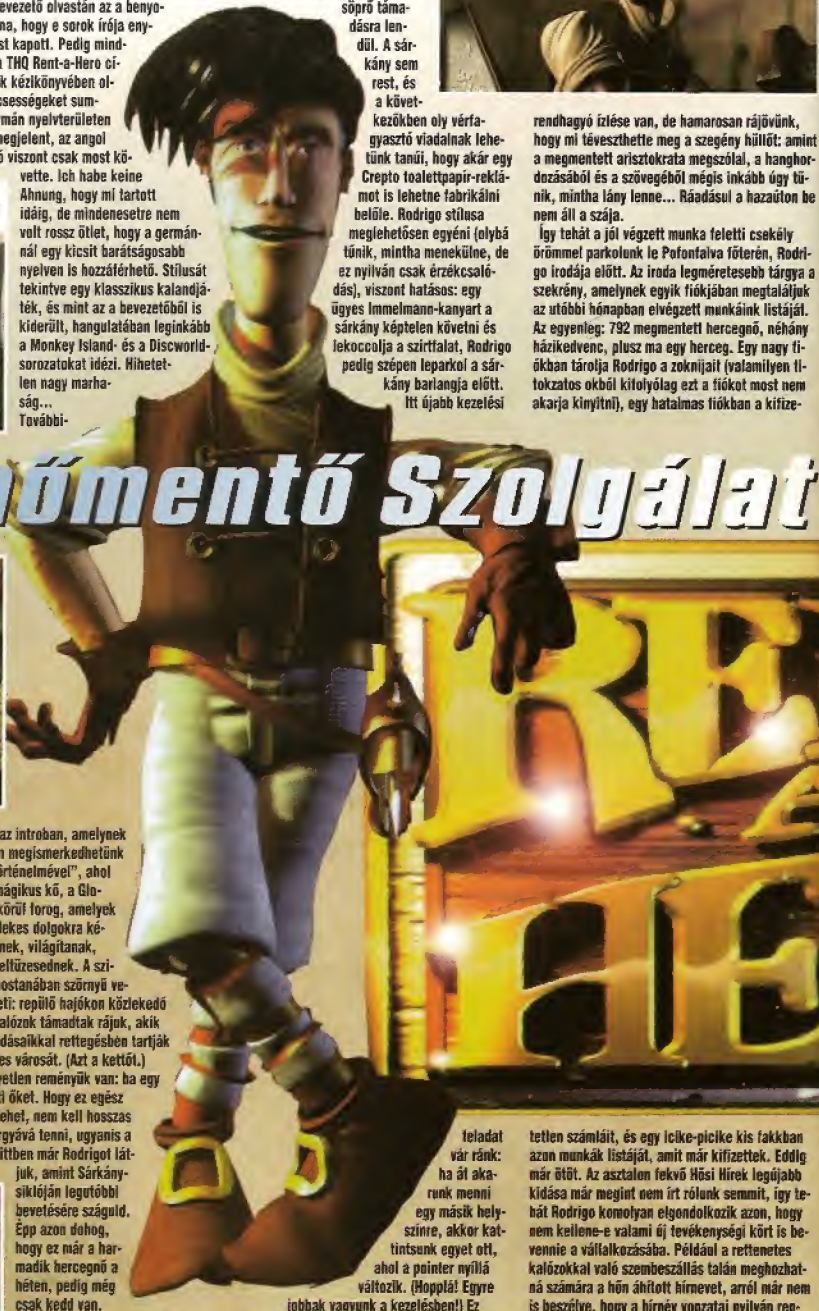 evezető olvastán az a benyo-
na, hogy e sorok írója eny-
st kapott. Pedig mind-
a THQ Rent-a-Hero cí-
k kézikönyvében ol-
csességeket sum-
mán nyelvterületen
megjelent, az angol
ó viszont csak most kö-
vette. Ich habe keine
Ahnung, hogy mi tartott
idáig, de mindenesetre nem
volt rossz ötlet, hogy a germán-
nál egy kicsit barátságosabb
nyelven is hozzáférhető. Stílusát
tekintve egy klasszikus kalandjá-
ték, és mint az a bevezetőből is
kiderült, hangulatában leginkább
a Monkey Island- és a Discworld-
sorozatokat idézi. Hihetet-
len nagy marha-
ság...
További-
söprő táma-
dásra len-
dül. A sár-
kány sem
rest, és
a követ-
kezőkben oly vérfa-
gyasztó viadalnak lehe-
tünk tanúi, hogy akár egy
Crepto toalettpapír-reklá-
mot is lehetne fabrikálni
belőle. Rodrigo stílusa
meglehetősen egyéni (olybá
tűnik, mintha menekülne, de
ez nyilván csak érzékcsaló-
dás), viszont hatásos: egy
ügyes Immelmann-kanyart a
sárkány képtelen követni és
lekoccolja a szirtfalat, Rodrigo
pedig szépen leparkol a sár-
kány barlangja előtt.
Itt újabb kezelési
rendhagyó ízlése van, de hamarosan rájövünk,
hogy mi téveszthette meg a szegény hüllőt: amint
a megmentett arisztokrata megszólal, a hanghor-
dozásából és a szövegéből mégis inkább úgy tű-
nik, mintha lány lenne... Ráadásul a hazaúton be
nem áll a szája.
Így tehát a jól végzett munka feletti csekély
örömmel parkolunk le Pofonfalva főterén, Rodri-
go irodája előtt. Az iroda legméretesebb tárgya a
szekrény, amelynek egyik fiókjában megtaláljuk
az utóbbi hónapban elvégzett munkáink listáját.
Az egyenleg: 792 megmentett hercegnő, néhány
házikedvenc, plusz ma egy herceg. Egy nagy fi-
ókban tárolja Rodrigo a zoknijait (valamilyen ti-
tokzatos okból kifolyólag ezt a fiókot most nem
akarja kinyitni), egy hatalmas fiókban a kifize-
nőmentő Szolgálat
RE
A
HE
az introban, amelynek
n megismerkedhetünk
örténelmével", ahol
mágikus kő, a Glo-
körül forog, amelyek
lekes dolgokra ké-
nek, világítanak,
eltüzesednek. A szi-
ostanában szörnyű ve-
eti: repülő hajókon közlekedő
alózok támadtak rájuk, akik
dásaikkal rettegésben tartják
es városát. (Azt a kettőt.)
yetlen reményük van: ha egy
i őket. Hogy ez egész
ehet, nem kell hosszas
rgyává tenni, ugyanis a
ittben már Rodrigot lát-
juk, amint Sárkány-
siklóján legutóbbi
bevetésére száguld.
Épp azon dohog,
hogy ez már a har-
madik hercegnő a
héten, pedig még
csak kedd van.
feladat
vár ránk:
ha át aka-
runk menni
egy másik hely-
színre, akkor kat-
tintsunk egyet ott,
ahol a pointer nyíllá
változik. (Hopplá! Egyre
jobbak vagyunk a kezelésben!) Ez
tetlen számláit, és egy icike-picike kis fakkban
azon munkák listáját, amit már kifizettek. Eddig
már ötöt. Az asztalon fekvő Hősi Hírek legújabb
kidása már megint nem írt rólunk semmit, így te-
hát Rodrigo komolyan elgondolkozik azon, hogy
nem kellene-e valami új tevékenységi kört is be-
vennie a vállalkozásába. Például a rettenetes
kalózokkal való szembeszállás talán meghozhat-
ná számára a hőn áhított hírnevet, arról már nem
is beszélve, hogy a hírnév vonzatai nyilván ren-